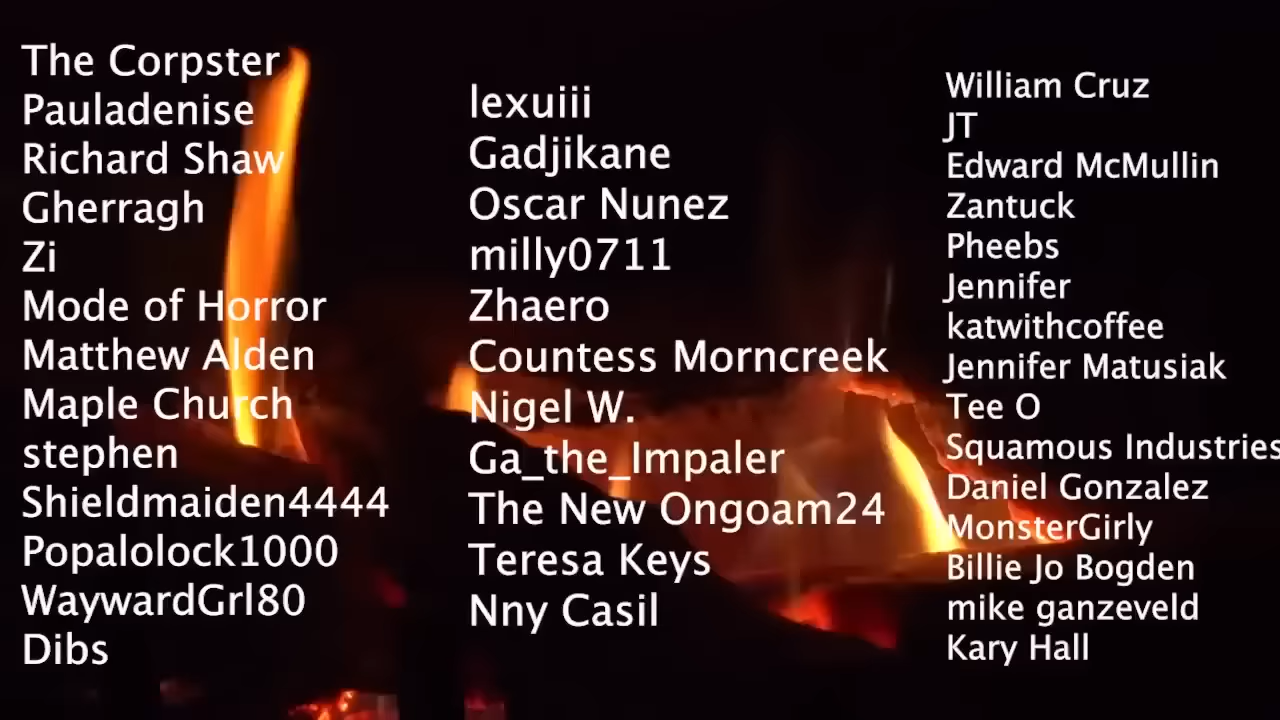 The Corpster
Pauladenise
Richard Shaw
Gherragh
Zi
Mode of Horror
Matthew Alden
Maple Church
stephen
Shieldmaiden4444
Popalolock1000
WaywardGrl80
Dibs
lexuiii
Gadjikane
Oscar Nunez
milly0711
Zhaero
Countess Morncreek
Nigel W.
Ga_the_Impaler
The New Ongoam24
Teresa Keys
Nny Casil
William Cruz
JT
Edward McMullin
Zantuck
Pheebs
Jennifer
katwithcoffee
Jennifer Matusiak
Tee O
Squamous Industries
Daniel Gonzalez
MonsterGirly
Billie Jo Bogden
mike ganzeveld
Kary Hall